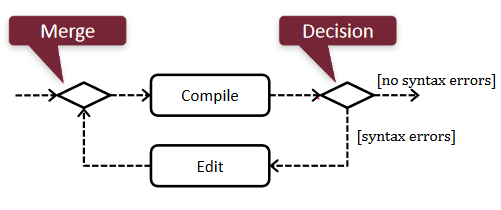 Merge
Decision
Compile
[no syntax errors]
[syntax errors]
Edit